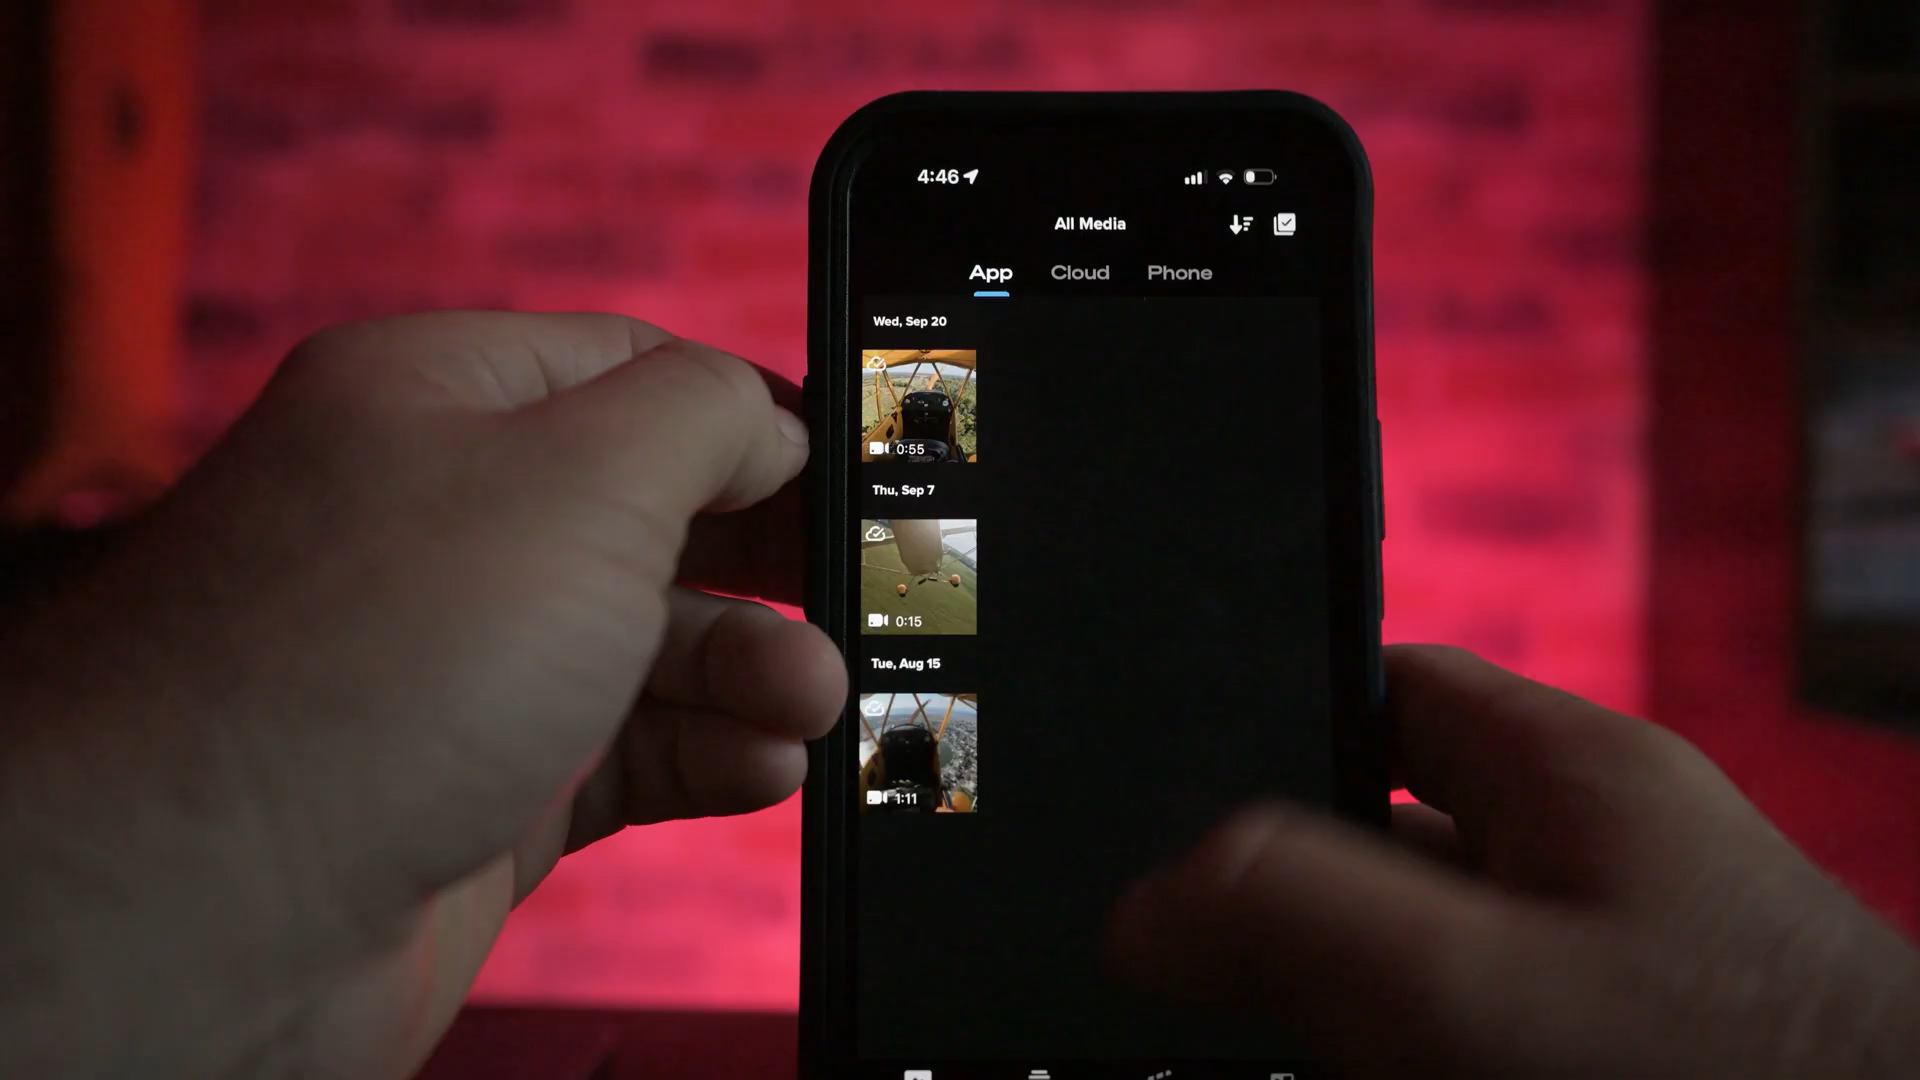 4:46
All Media
App Cloud Phone
Wed, Sep 20
0:55
Thu, Sep 7
0:15
Tue, Aug 15
1:11